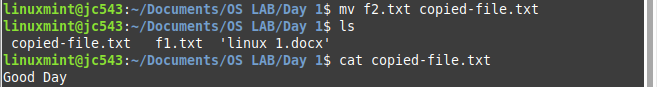 linuxmint@jc543:~/Documents/OS LAB/Day 1$ mv f2.txt copied-file.txt
linuxmint@jc543:~/Documents/OS LAB/Day 1$ ls
 copied-file.txt   f1.txt  'linux 1.docx'
linuxmint@jc543:~/Documents/OS LAB/Day 1$ cat copied-file.txt
Good Day